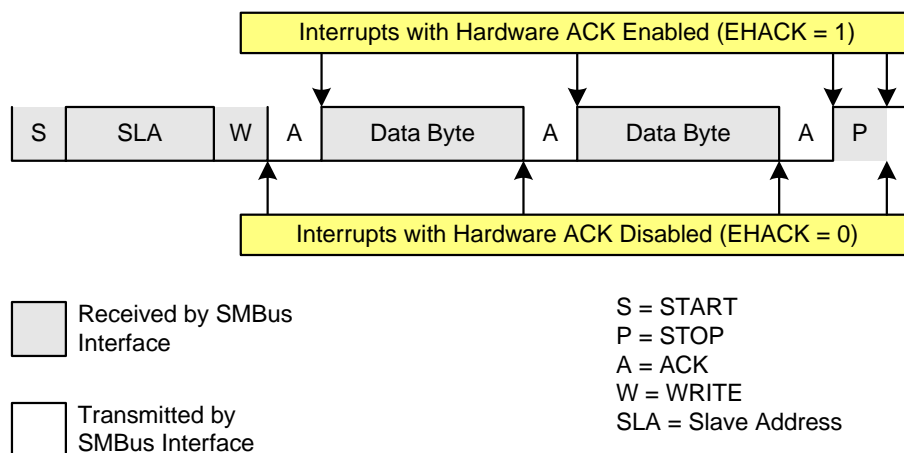 Interrupts with Hardware ACK Enabled (EHACK = 1)
S SLA W A Data Byte A Data Byte A P
Interrupts with Hardware ACK Disabled (EHACK = 0)
Received by SMBus
Interface
Transmitted by
SMBus Interface
S = START
P = STOP
A = ACK
W = WRITE
SLA = Slave Address